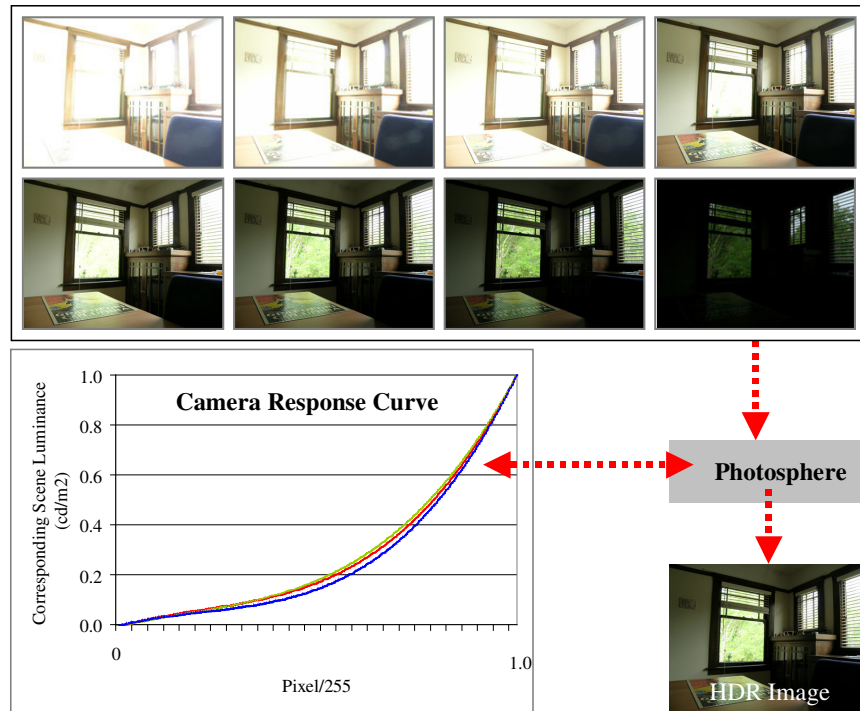 Camera Response Curve
Corresponding Scene Luminance
(cd/m2)
1.0
0.8
0.6
0.4
0.2
0.0
0
1.0
Pixel/255
Photosphere
HDR Image